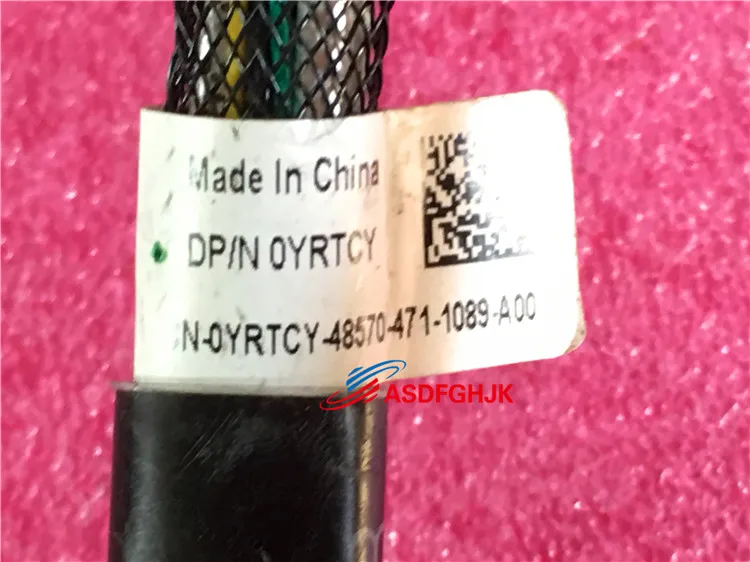 Made In China
DP/N 0YRTCY
N-0YRTCY-48570-471-1089-A00
ASDFGHJK